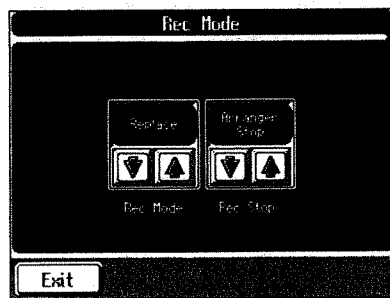 Rec Mode
Replace
Arranger
Stop
Rec Mode
Rec Stop
Exit